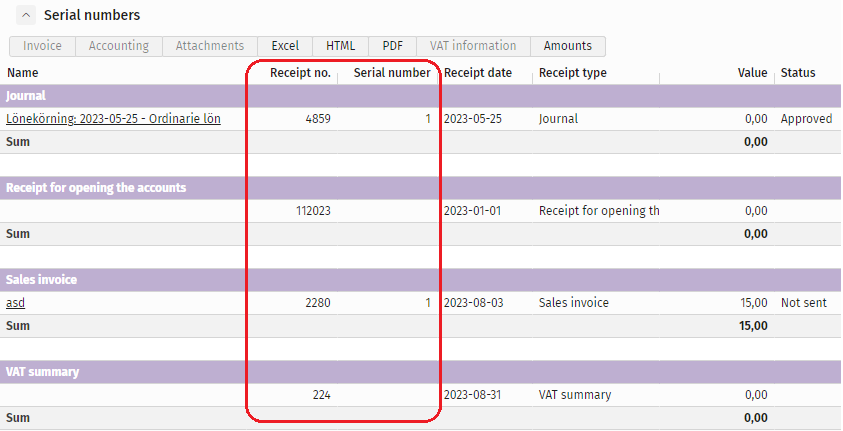 Serial numbers
Invoice Accounting Attachments Excel HTML PDF VAT information Amounts
Name Receipt no. Serial number Receipt date Receipt type Value Status
Journal
Lönekörning: 2023-05-25 - Ordinarie lön 4859 1 2023-05-25 Journal 0,00 Approved
Sum 0,00
Receipt for opening the accounts
112023 2023-01-01 Receipt for opening th 0,00
Sum 0,00
Sales invoice
asd 2280 1 2023-08-03 Sales invoice 15,00 Not sent
Sum 15,00
VAT summary
224 2023-08-31 VAT summary 0,00
Sum 0,00